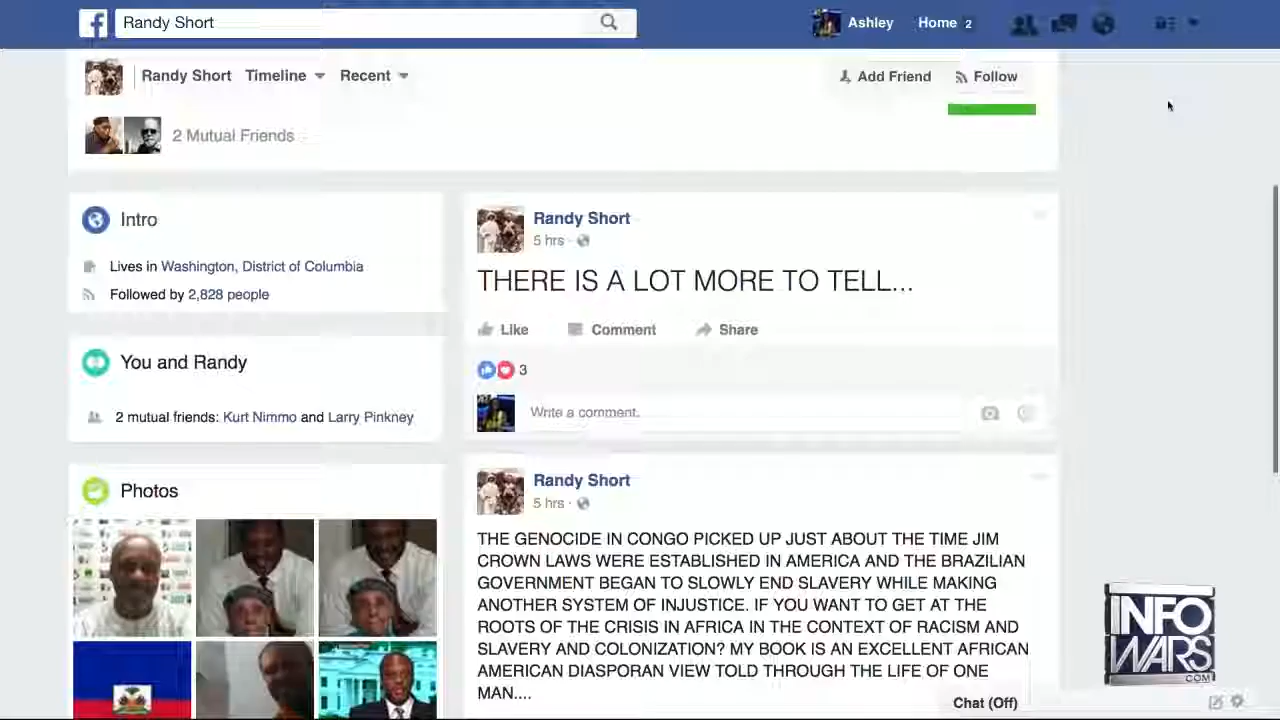 Randy Short
Ashley Home 2
Randy Short Timeline Recent
Add Friend Follow
2 Mutual Friends
Intro
Lives in Washington, District of Columbia
Followed by 2,828 people
You and Randy
2 mutual friends: Kurt Nimmo and Larry Pinkney
Photos
Randy Short
5 hrs ·
THERE IS A LOT MORE TO TELL...
Like Comment Share
3
Write a comment.
Randy Short
5 hrs ·
THE GENOCIDE IN CONGO PICKED UP JUST ABOUT THE TIME JIM
CROWN LAWS WERE ESTABLISHED IN AMERICA AND THE BRAZILIAN
GOVERNMENT BEGAN TO SLOWLY END SLAVERY WHILE MAKING
ANOTHER SYSTEM OF INJUSTICE. IF YOU WANT TO GET AT THE
ROOTS OF THE CRISIS IN AFRICA IN THE CONTEXT OF RACISM AND
SLAVERY AND COLONIZATION? MY BOOK IS AN EXCELLENT AFRICAN
AMERICAN DIASPORAN VIEW TOLD THROUGH THE LIFE OF ONE
MAN....
Chat (Off)
INFO
WARS
.COM